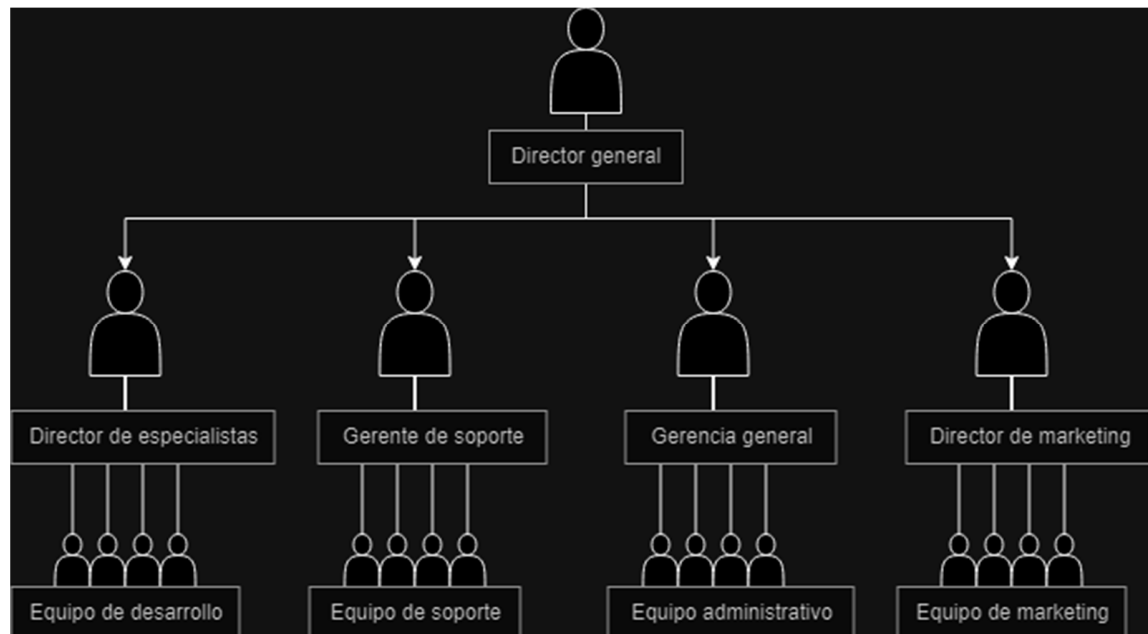 Director general
Director de especialistas
Gerente de soporte
Gerencia general
Director de marketing
Equipo de desarrollo
Equipo de soporte
Equipo administrativo
Equipo de marketing